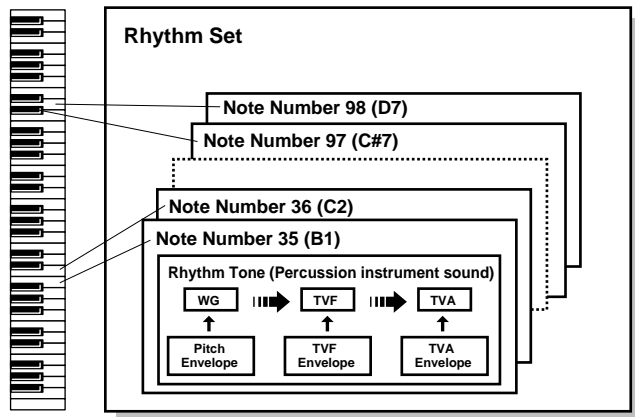 Rhythm Set
Note Number 98 (D7)
Note Number 97 (C#7)
Note Number 36 (C2)
Note Number 35 (B1)
Rhythm Tone (Percussion instrument sound)
WG
TVF
TVA
Pitch
Envelope
TVF
Envelope
TVA
Envelope